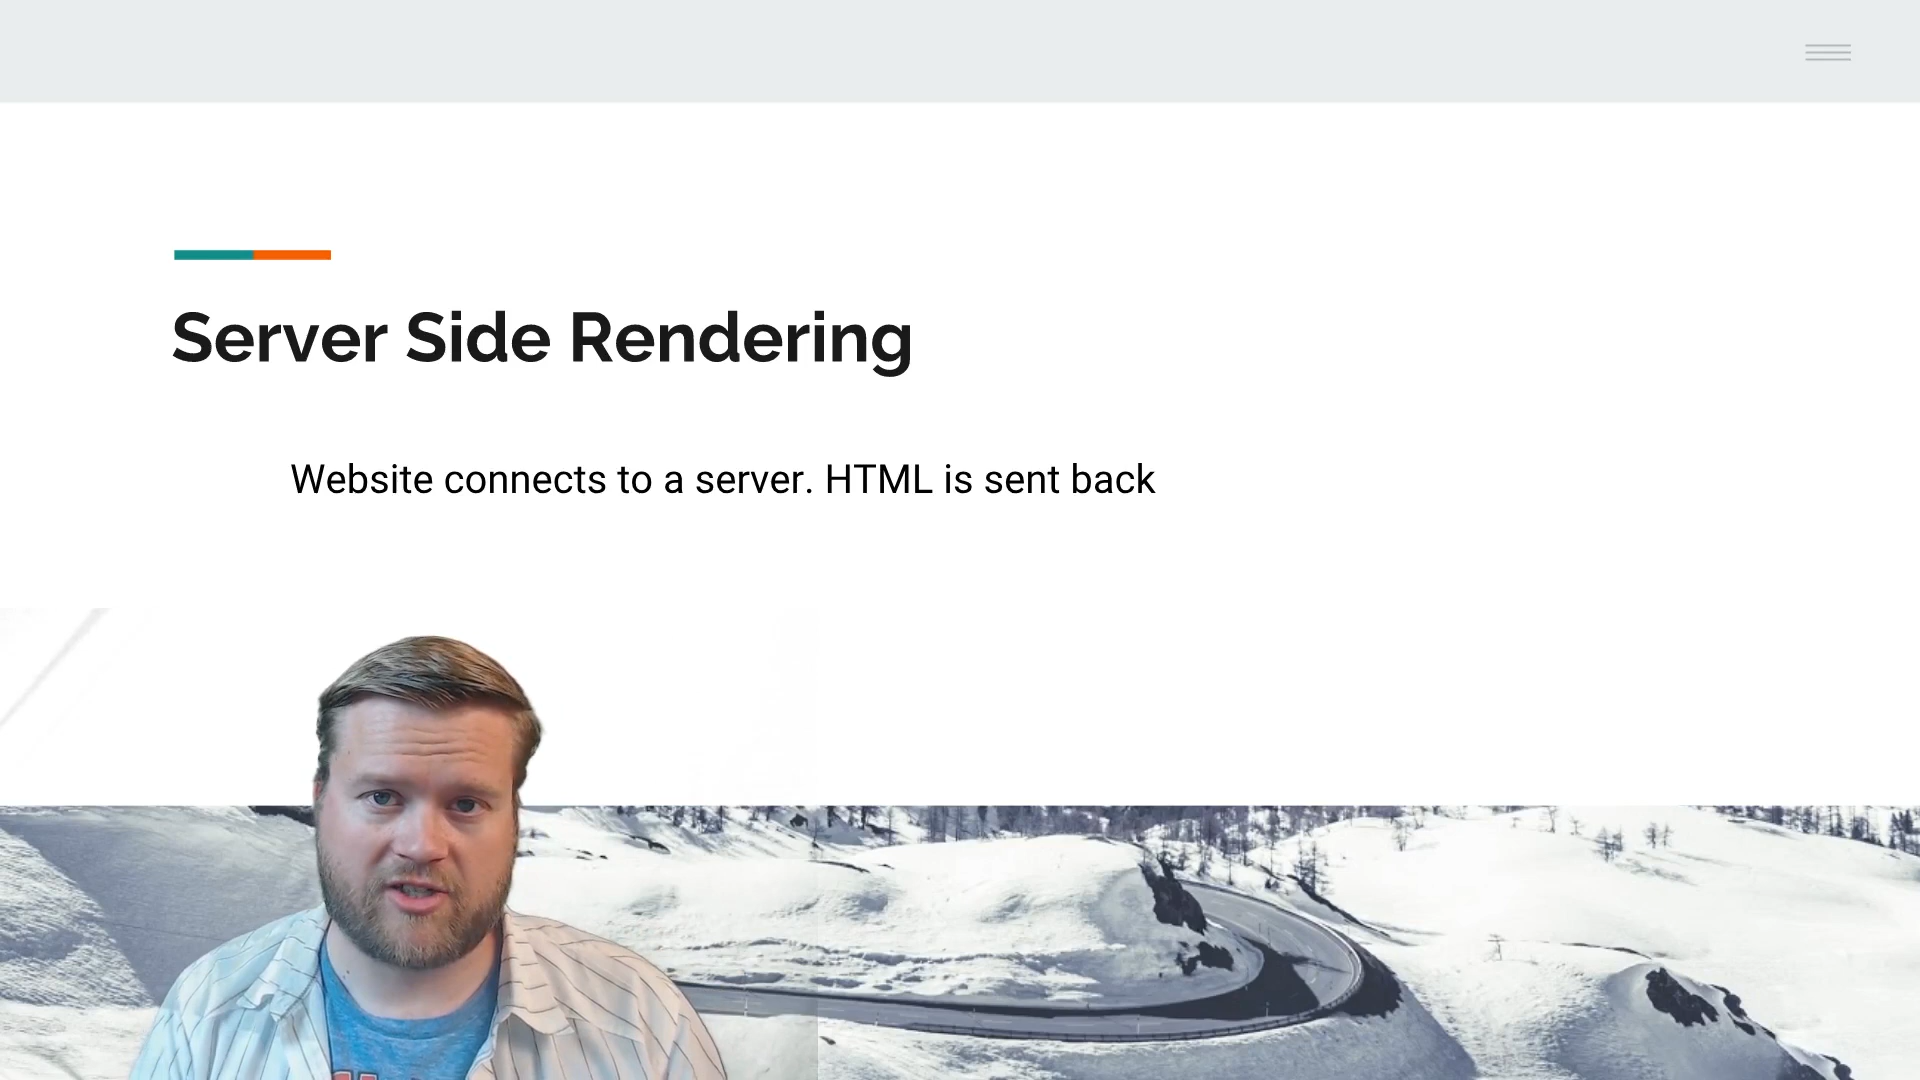 Server Side Rendering
Website connects to a server. HTML is sent back